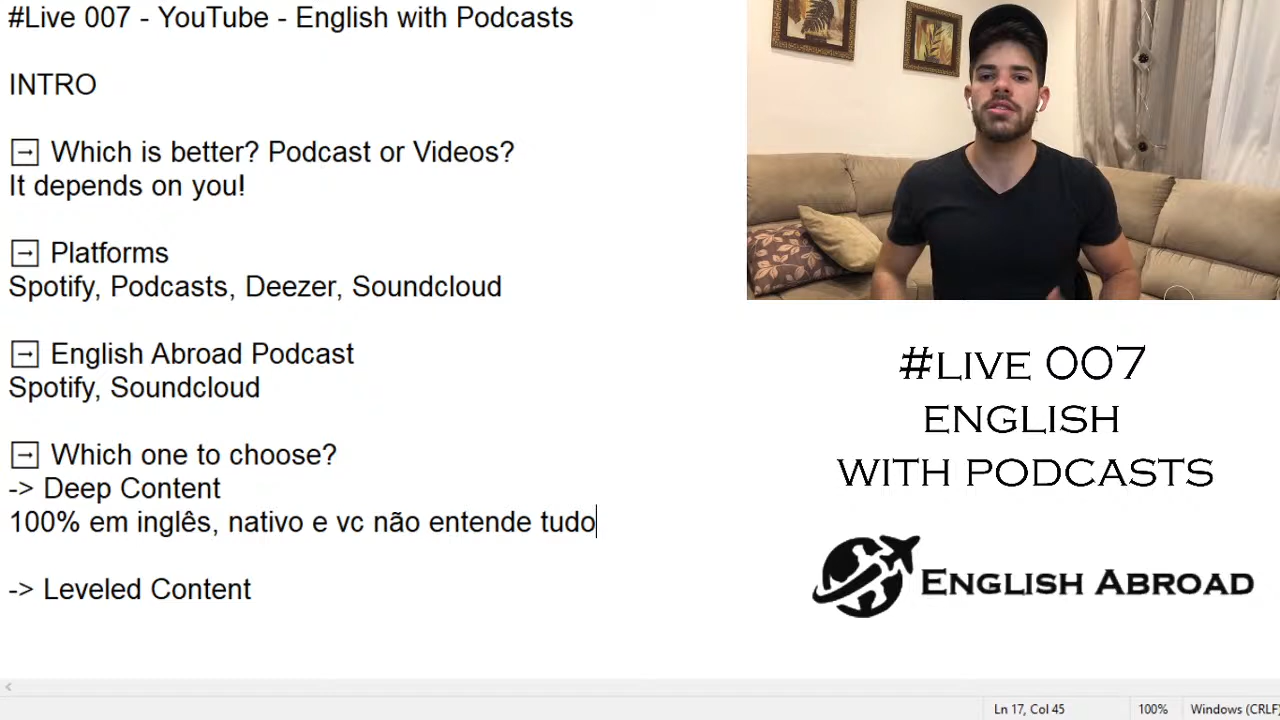 #Live 007 - YouTube - English with Podcasts
INTRO
→ Which is better? Podcast or Videos?
It depends on you!
→ Platforms
Spotify, Podcasts, Deezer, Soundcloud
→ English Abroad Podcast
Spotify, Soundcloud
→ Which one to choose?
-> Deep Content
100% em inglês, nativo e vc não entende tudo
-> Leveled Content
#LIVE 007
ENGLISH
WITH PODCASTS
ENGLISH ABROAD
Ln 17, Col 45
100%
Windows (CRLF)